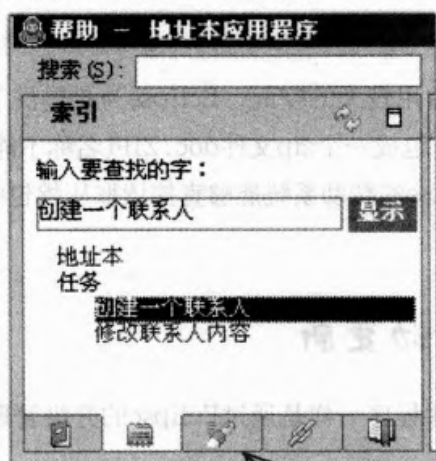 帮助 - 地址本应用程序
搜索(S):
索引
输入要查找的字：
创建一个联系人 显示
地址本
任务
创建一个联系人
修改联系人内容